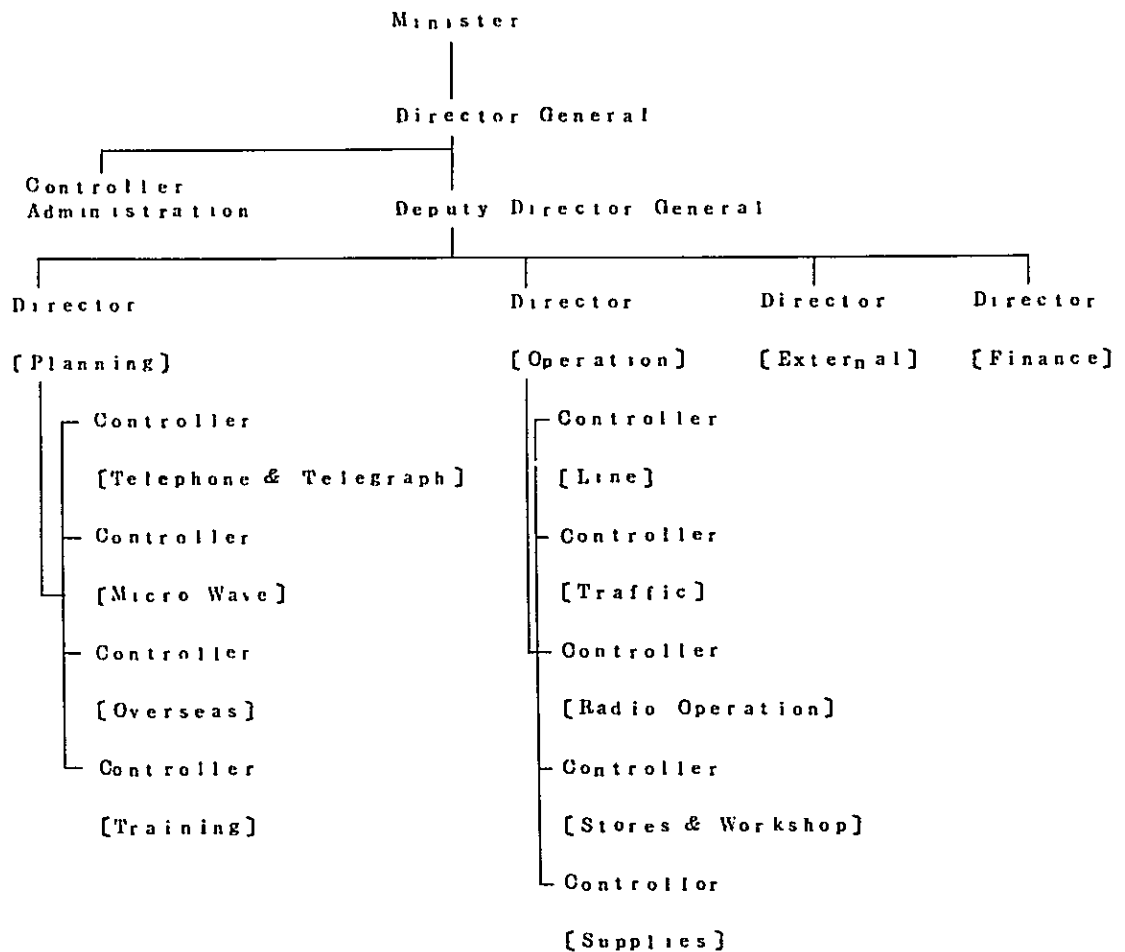 Minister
Director General
Controller
Administration
Deputy Director General
Director
[Planning]
Controller
[Telephone & Telegraph]
Controller
[Micro Wave]
Controller
[Overseas]
Controller
[Training]
Director
[Operation]
Controller
[Line]
Controller
[Traffic]
Controller
[Radio Operation]
Controller
[Stores & Workshop]
Controllor
[Supplies]
Director
[External]
Director
[Finance]